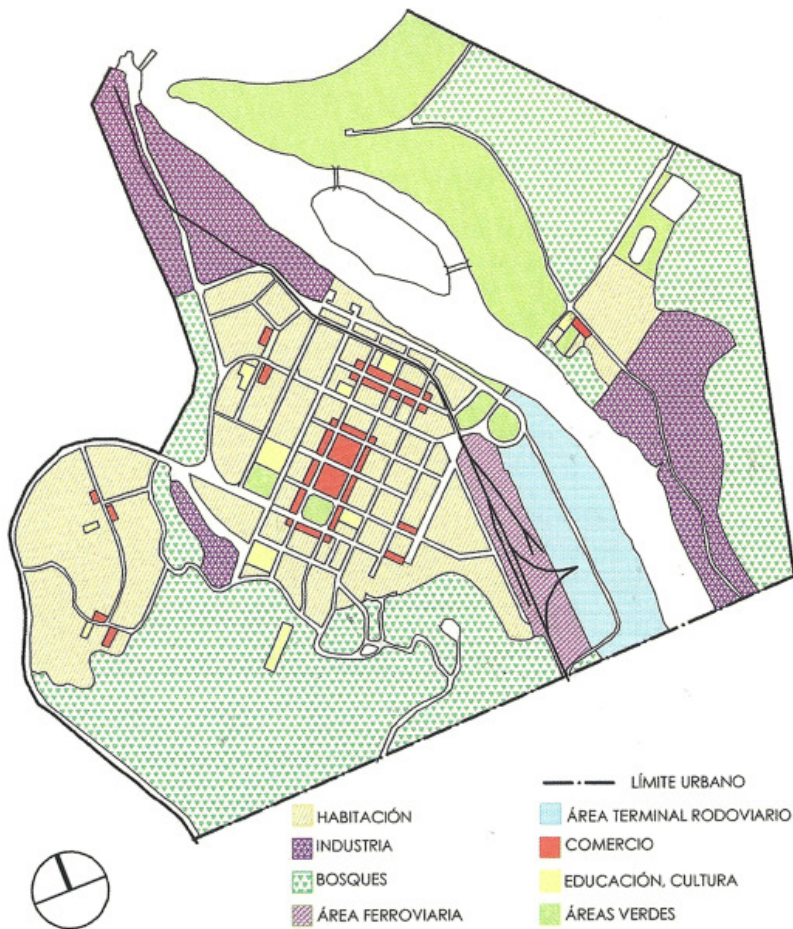 LÍMITE URBANO
HABITACIÓN
ÁREA TERMINAL RODOVIARIO
INDUSTRIA
COMERCIO
BOSQUES
EDUCACIÓN, CULTURA
ÁREA FERROVIARIA
ÁREAS VERDES